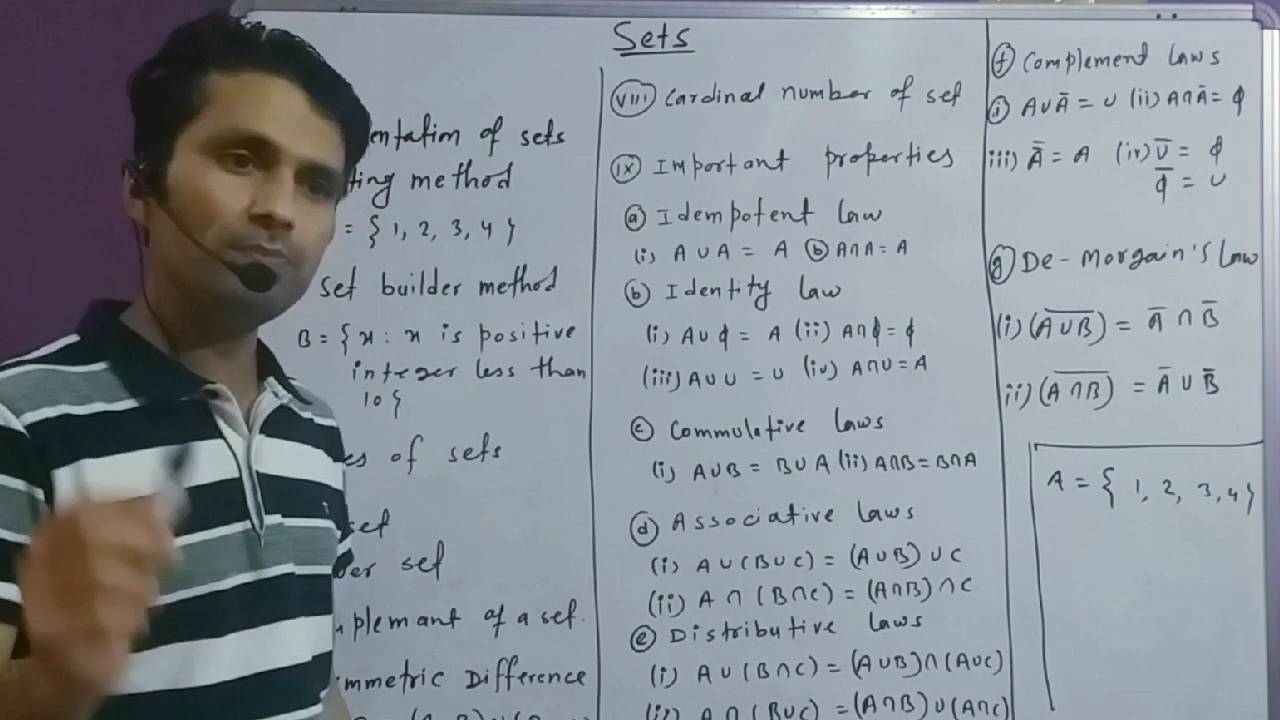 Sets
entation of sets
ting method
= { 1, 2, 3, 4 }
set builder method
B = { x : x is positive
integer less than
10 }
es of sets
set
per set
plemant of a set.
mmetric Difference
(viii) Cardinal number of set
(ix) Important properties
(a) Idempotent law
(i) A ∪ A = A (b) A∩A = A
(b) Identity law
(i) A ∪ ϕ = A (ii) A∩ϕ = ϕ
(iii) A ∪ U = U (iv) A∩U = A
(c) Commulative laws
(i) A∪B = B∪A (ii) A∩B = B∩A
(d) Associative laws
(i) A ∪ (B∪C) = (A∪B) ∪ C
(ii) A ∩ (B∩C) = (A∩B) ∩ C
(e) Distributive laws
(i) A∪(B∩C) = (A∪B)∩(A∪C)
(ii) A∩(B∪C) = (A∩B)∪(A∩C)
(f) Complement laws
(i) A∪Ā = U (ii) A∩Ā = ϕ
iii) Ā̄ = A (iv) U̅ = ϕ
ϕ̅ = U
(g) De-morgain's law
(i) (A̅ ̅∪̅ ̅B̅) = Ā ∩ B̄
ii) (A̅ ̅∩̅ ̅B̅) = Ā ∪ B̄
A = { 1, 2, 3, 4 }